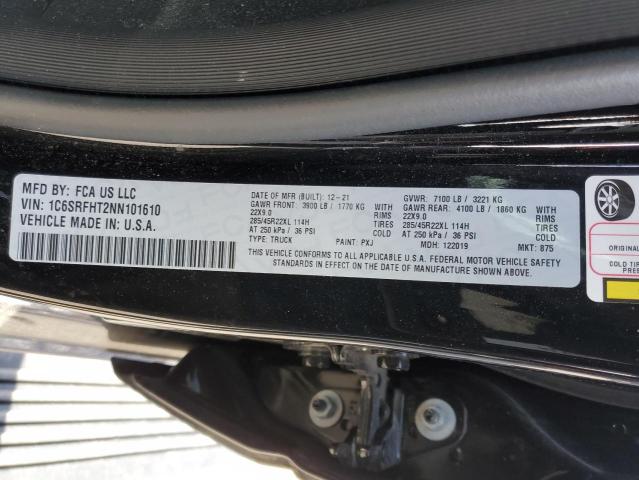 MFD BY: FCA US LLC
VIN: 1C6SRFHT2NN101610
VEHICLE MADE IN: U.S.A.
DATE OF MFR (BUILT): 12-21
GAWR FRONT: 3900 LB / 1770 KG
22X9.0 WITH RIMS
285/45R22XL 114H TIRES
AT 250 kPa / 36 PSI COLD
TYPE: TRUCK PAINT: PXJ
GVWR: 7100 LB / 3221 KG
GAWR REAR: 4100 LB / 1860 KG
22X9.0 WITH RIMS
285/45R22XL 114H TIRES
AT 250 kPa / 36 PSI COLD
MDH: 122019 MKT: 875
THIS VEHICLE CONFORMS TO ALL APPLICABLE U.S.A. FEDERAL MOTOR VEHICLE SAFETY
STANDARDS IN EFFECT ON THE DATE OF MANUFACTURE SHOWN ABOVE.
ORIGINAL
COLD TI
PRES